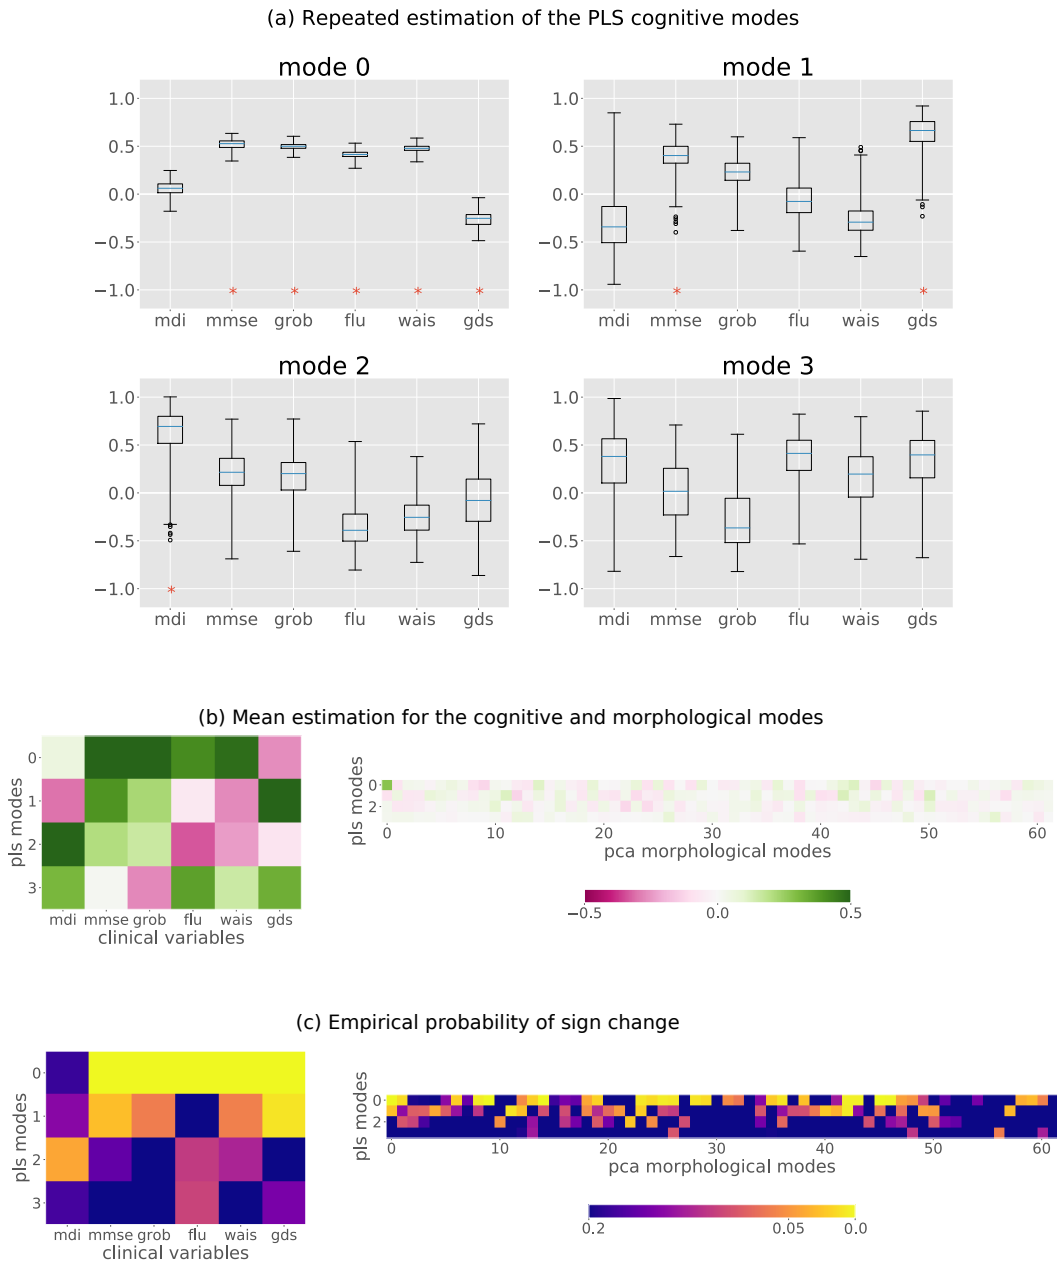 (a) Repeated estimation of the PLS cognitive modes
mode 0
1.0
0.5
0.0
−0.5
−1.0
mdi mmse grob flu wais gds
* * * * *
mode 1
1.0
0.5
0.0
−0.5
−1.0
mdi mmse grob flu wais gds
* *
mode 2
1.0
0.5
0.0
−0.5
−1.0
mdi mmse grob flu wais gds
*
mode 3
1.0
0.5
0.0
−0.5
−1.0
mdi mmse grob flu wais gds
(b) Mean estimation for the cognitive and morphological modes
pls modes
0
1
2
3
mdi mmse grob flu wais gds
clinical variables
pls modes
0
2
0 10 20 30 40 50 60
pca morphological modes
−0.5 0.0 0.5
(c) Empirical probability of sign change
pls modes
0
1
2
3
mdi mmse grob flu wais gds
clinical variables
pls modes
0
2
0 10 20 30 40 50 60
pca morphological modes
0.2 0.05 0.0